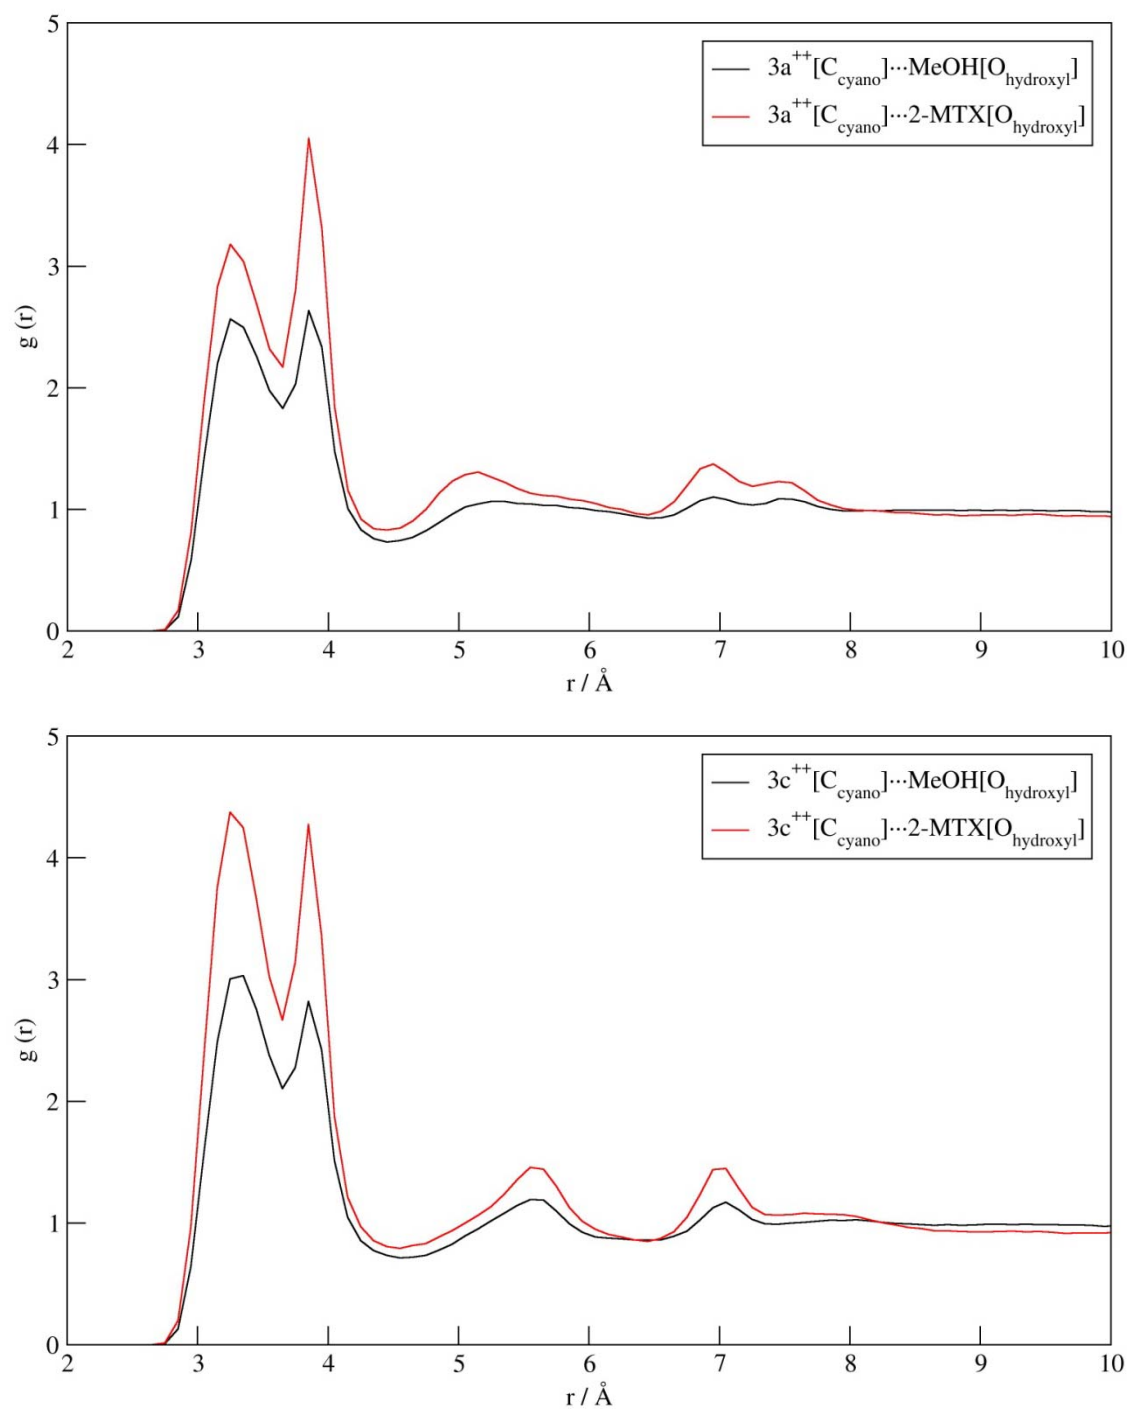 5
4
3
2
1
0
g (r)
3a++[Ccyano]···MeOH[Ohydroxyl]
3a++[Ccyano]···2-MTX[Ohydroxyl]
2 3 4 5 6 7 8 9 10
r / Å
5
4
3
2
1
0
g (r)
3c++[Ccyano]···MeOH[Ohydroxyl]
3c++[Ccyano]···2-MTX[Ohydroxyl]
2 3 4 5 6 7 8 9 10
r / Å